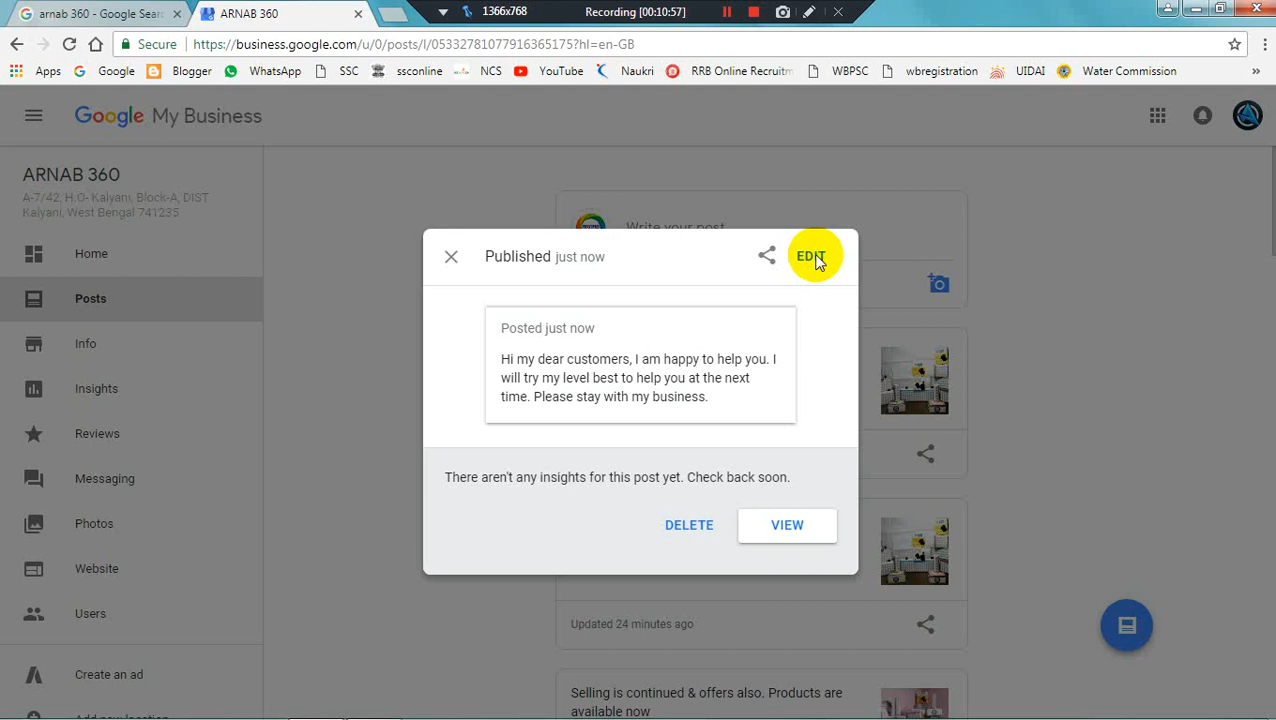 arnab 360 - Google Sear
ARNAB 360
1366x768
Recording [00:10:57]
Secure
https://business.google.com/u/0/posts/l/05332781077916365175?hl=en-GB
Apps
Google
Blogger
WhatsApp
SSC
ssconline
NCS
YouTube
Naukri
RRB Online Recruitm
WBPSC
wbregistration
UIDAI
Water Commission
Google My Business
ARNAB 360
A-7/42, H.O- Kalyani, Block-A, DIST
Kalyani, West Bengal 741235
Home
Posts
Info
Insights
Reviews
Messaging
Photos
Website
Users
Create an ad
Add new location
Write your post
Published just now
EDIT
Posted just now
Hi my dear customers, I am happy to help you. I
will try my level best to help you at the next
time. Please stay with my business.
There aren't any insights for this post yet. Check back soon.
DELETE
VIEW
Updated 24 minutes ago
Selling is continued & offers also. Products are
available now